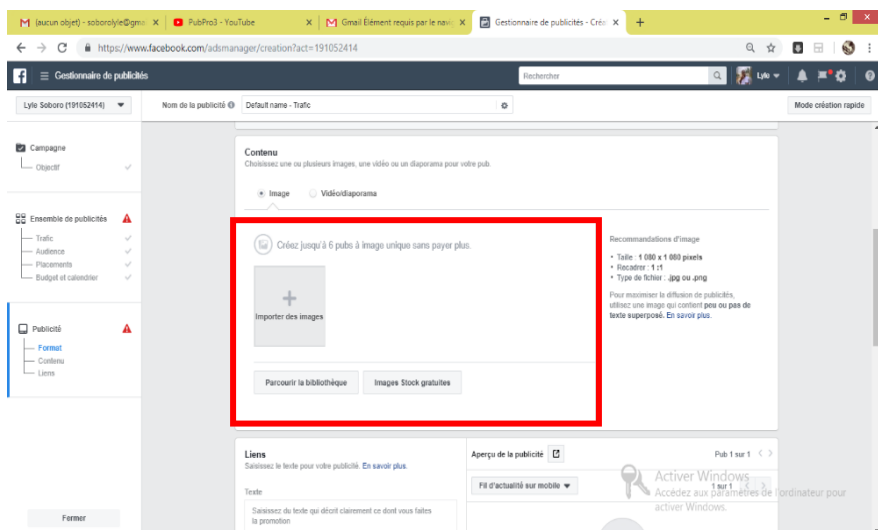 (aucun objet) - soborolyle@gma
PubPro3 - YouTube
Gmail Élément requis par le navig
Gestionnaire de publicités - Crée
https://www.facebook.com/adsmanager/creation?act=191052414
Gestionnaire de publicités
Rechercher
Lyle
Lyle Soboro (191052414)
Nom de la publicité
Default name - Trafic
Mode création rapide
Campagne
Objectif
Ensemble de publicités
Trafic
Audience
Placements
Budget et calendrier
Publicité
Format
Contenu
Liens
Fermer
Contenu
Choisissez une ou plusieurs images, une vidéo ou un diaporama pour votre pub.
Image
Vidéo/diaporama
Créez jusqu'à 6 pubs à image unique sans payer plus.
Importer des images
Parcourir la bibliothèque
Images Stock gratuites
Recommandations d'image
• Taille : 1 080 x 1 080 pixels
• Recadrer : 1 :1
• Type de fichier : .jpg ou .png
Pour maximiser la diffusion de publicités,
utilisez une image qui contient peu ou pas de
texte superposé. En savoir plus.
Liens
Saisissez le texte pour votre publicité. En savoir plus.
Texte
Saisissez du texte qui décrit clairement ce dont vous faites
la promotion
Aperçu de la publicité
Pub 1 sur 1
Fil d'actualité sur mobile
1 sur 1
Activer Windows
Accédez aux paramètres de l'ordinateur pour
activer Windows.